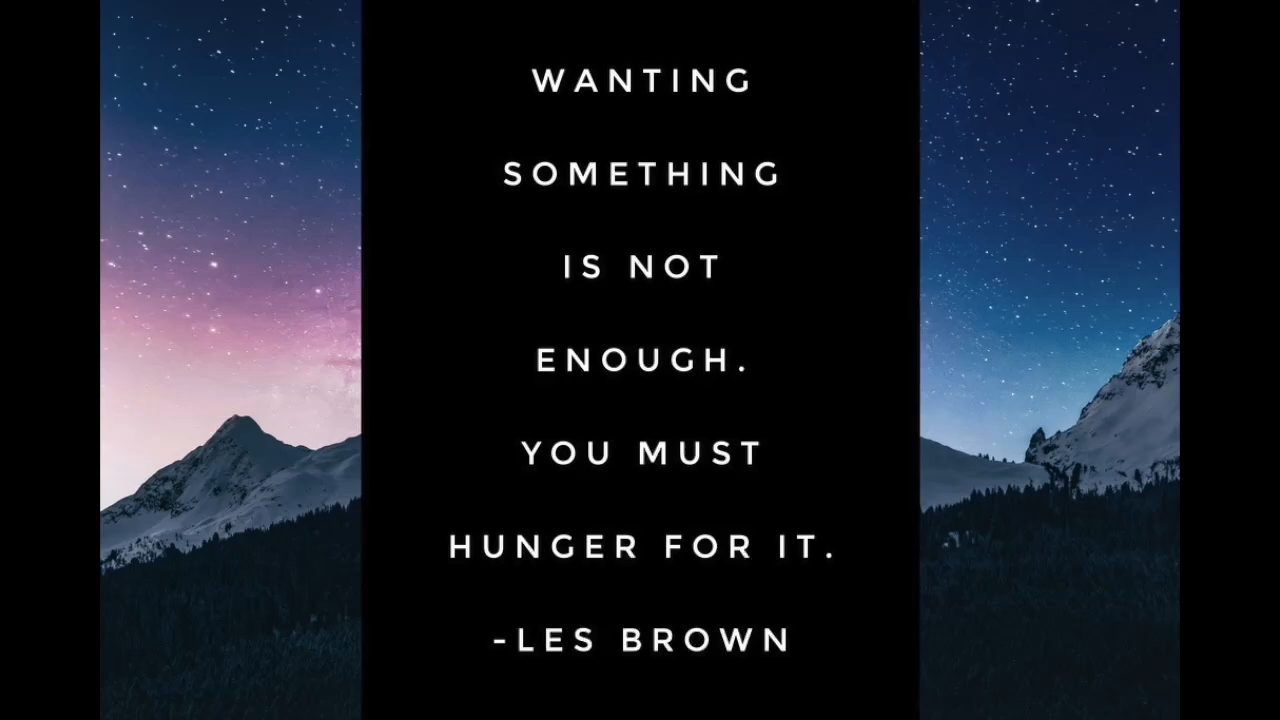 WANTING
SOMETHING
IS NOT
ENOUGH.
YOU MUST
HUNGER FOR IT.
-LES BROWN